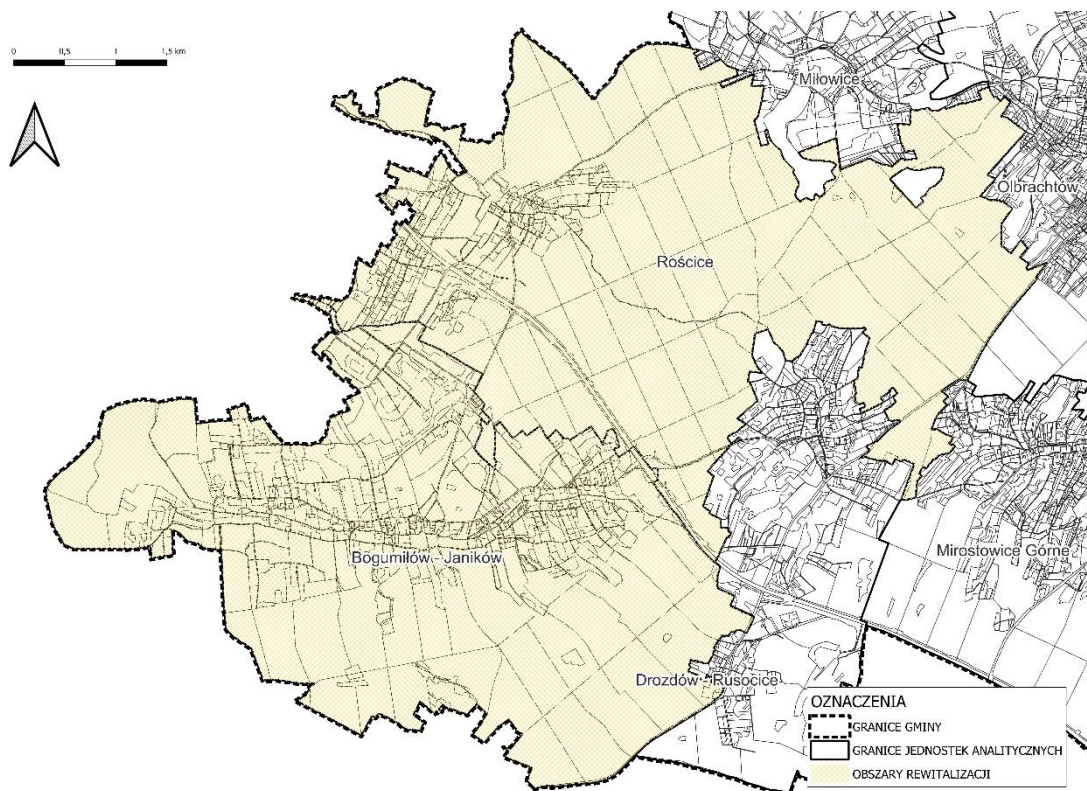 0 0,5 1 1,5 km
Miłowice
Olbrachtów
Rościce
Bogumiłów - Janików
Mirostowice Górne
Drozdów - Rusocice
OZNACZENIA
GRANICE GMINY
GRANICE JEDNOSTEK ANALITYCZNYCH
OBSZARY REWITALIZACJI